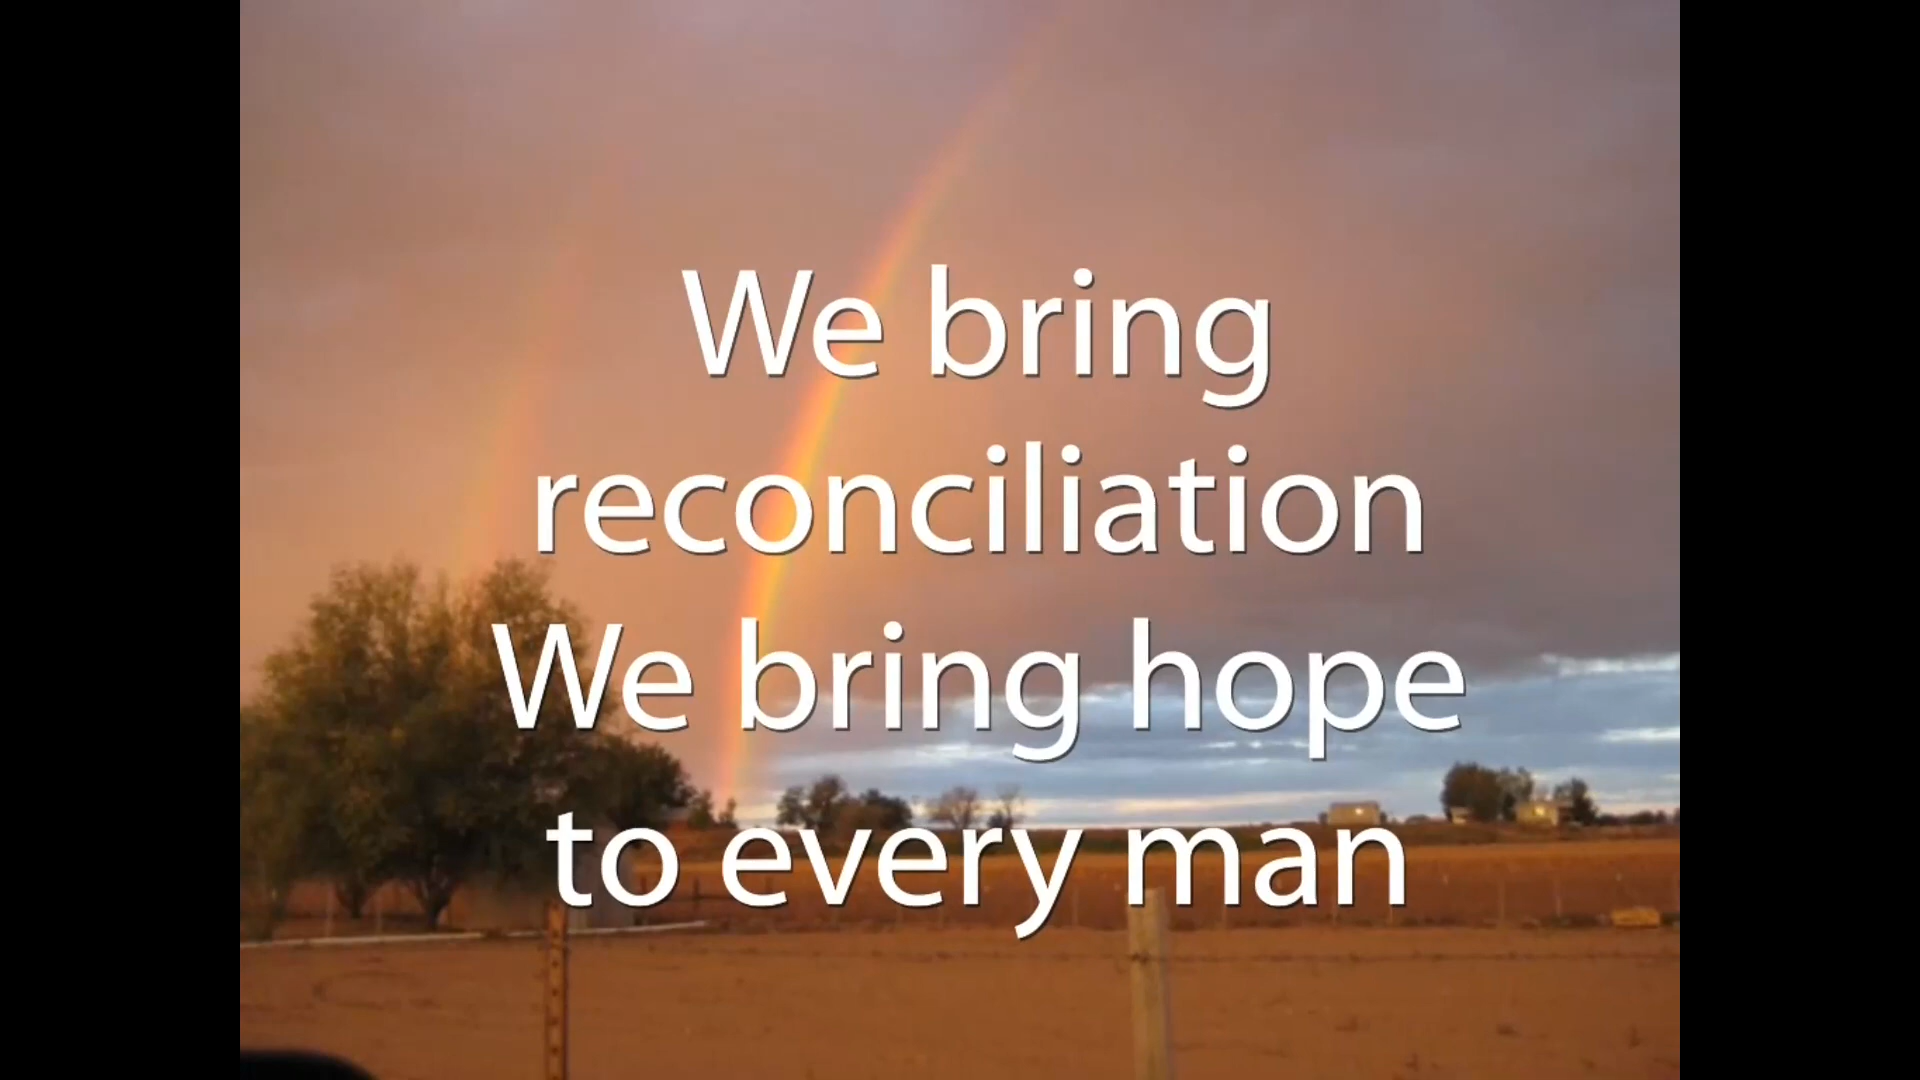 We bring
reconciliation
We bring hope
to every man